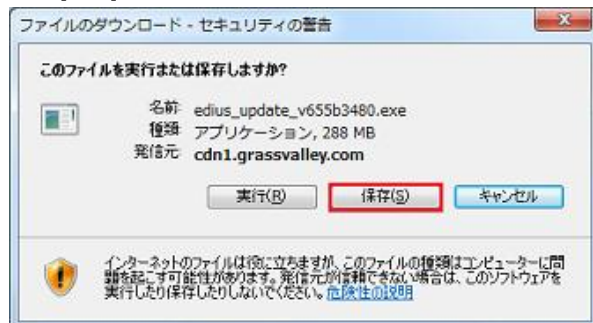 ファイルのダウンロード - セキュリティの警告
このファイルを実行または保存しますか?
名前 edius_update_v655b3480.exe
種類 アプリケーション, 288 MB
発信元 cdn1.grassvalley.com
実行(R) 保存(S) キャンセル
インターネットのファイルは役に立ちますが、このファイルの種類はコンピューターに問
題を起こす可能性があります。発信元が信頼できない場合は、このソフトウェアを
実行したり保存したりしないでください。危険性の説明